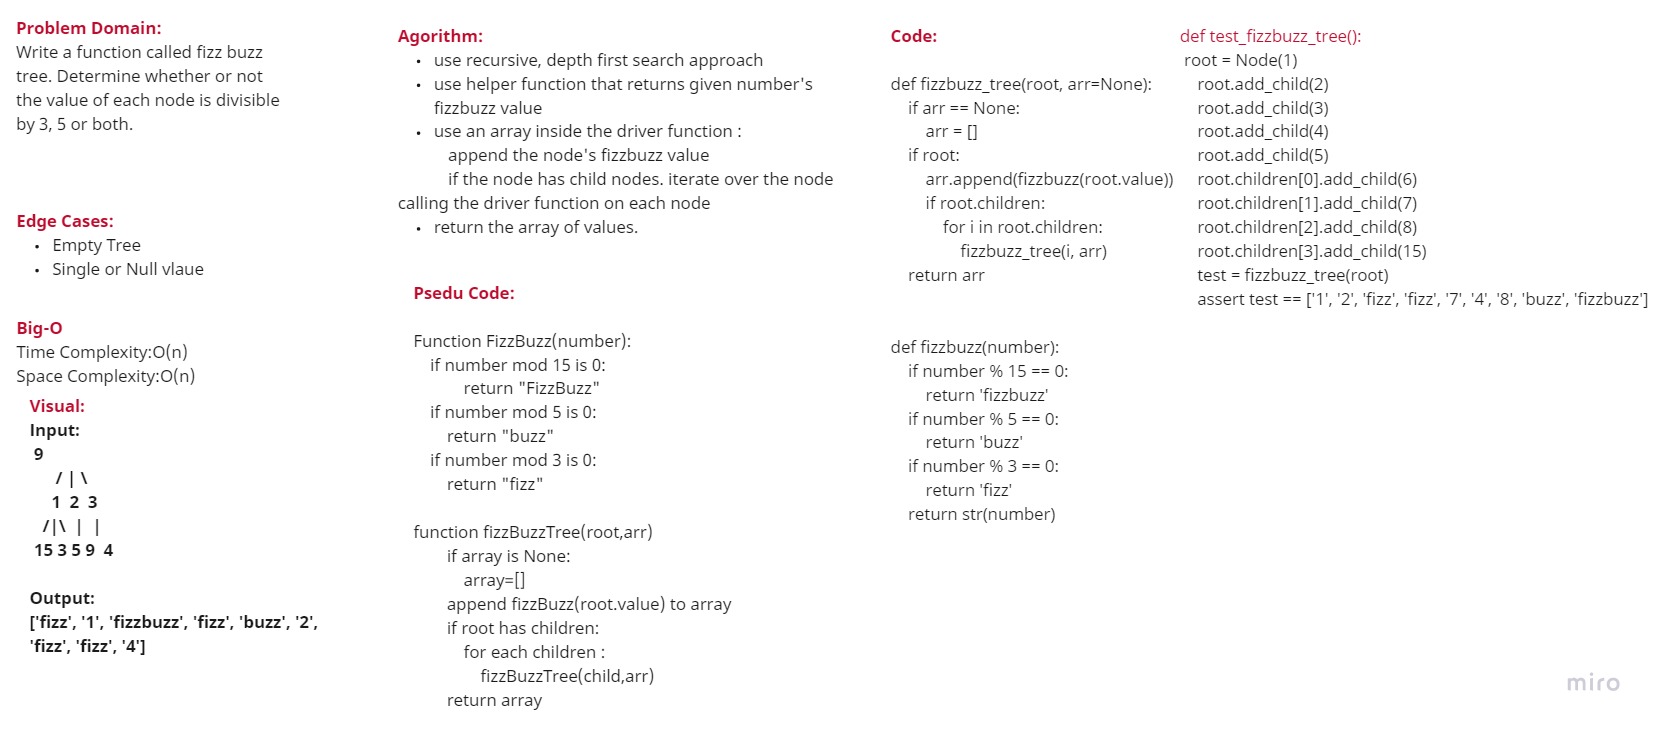 Problem Domain:
Write a function called fizz buzz
tree. Determine whether or not
the value of each node is divisible
by 3, 5 or both.
Edge Cases:
• Empty Tree
• Single or Null vlaue
Big-O
Time Complexity:O(n)
Space Complexity:O(n)
Visual:
Input:
9
/ | \
1 2 3
/|\ | |
15 3 5 9 4
Output:
['fizz', '1', 'fizzbuzz', 'fizz', 'buzz', '2',
'fizz', 'fizz', '4']
Agorithm:
• use recursive, depth first search approach
• use helper function that returns given number's
fizzbuzz value
• use an array inside the driver function :
append the node's fizzbuzz value
if the node has child nodes. iterate over the node
calling the driver function on each node
• return the array of values.
Psedu Code:
Function FizzBuzz(number):
if number mod 15 is 0:
return "FizzBuzz"
if number mod 5 is 0:
return "buzz"
if number mod 3 is 0:
return "fizz"
function fizzBuzzTree(root,arr)
if array is None:
array=[]
append fizzBuzz(root.value) to array
if root has children:
for each children :
fizzBuzzTree(child,arr)
return array
Code:
def fizzbuzz_tree(root, arr=None):
if arr == None:
arr = []
if root:
arr.append(fizzbuzz(root.value))
if root.children:
for i in root.children:
fizzbuzz_tree(i, arr)
return arr
def fizzbuzz(number):
if number % 15 == 0:
return 'fizzbuzz'
if number % 5 == 0:
return 'buzz'
if number % 3 == 0:
return 'fizz'
return str(number)
def test_fizzbuzz_tree():
root = Node(1)
root.add_child(2)
root.add_child(3)
root.add_child(4)
root.add_child(5)
root.children[0].add_child(6)
root.children[1].add_child(7)
root.children[2].add_child(8)
root.children[3].add_child(15)
test = fizzbuzz_tree(root)
assert test == ['1', '2', 'fizz', 'fizz', '7', '4', '8', 'buzz', 'fizzbuzz']
miro